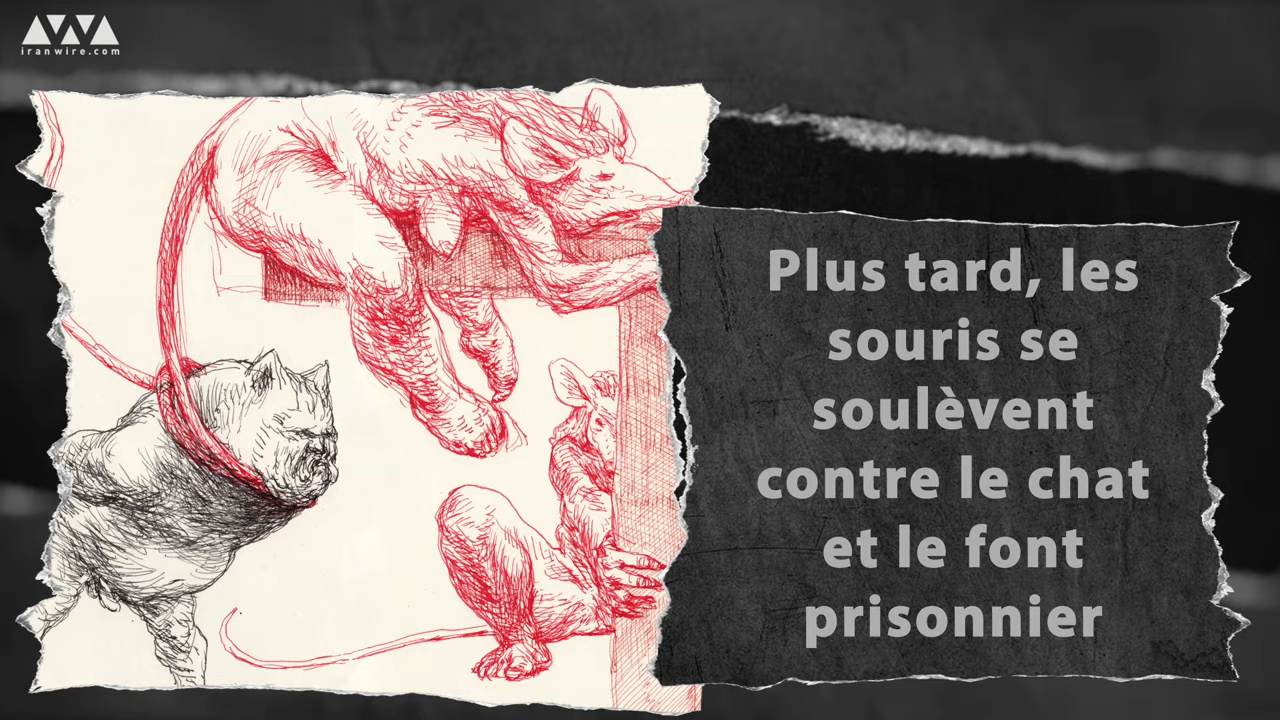 iranwire.com
Plus tard, les
souris se
soulèvent
contre le chat
et le font
prisonnier